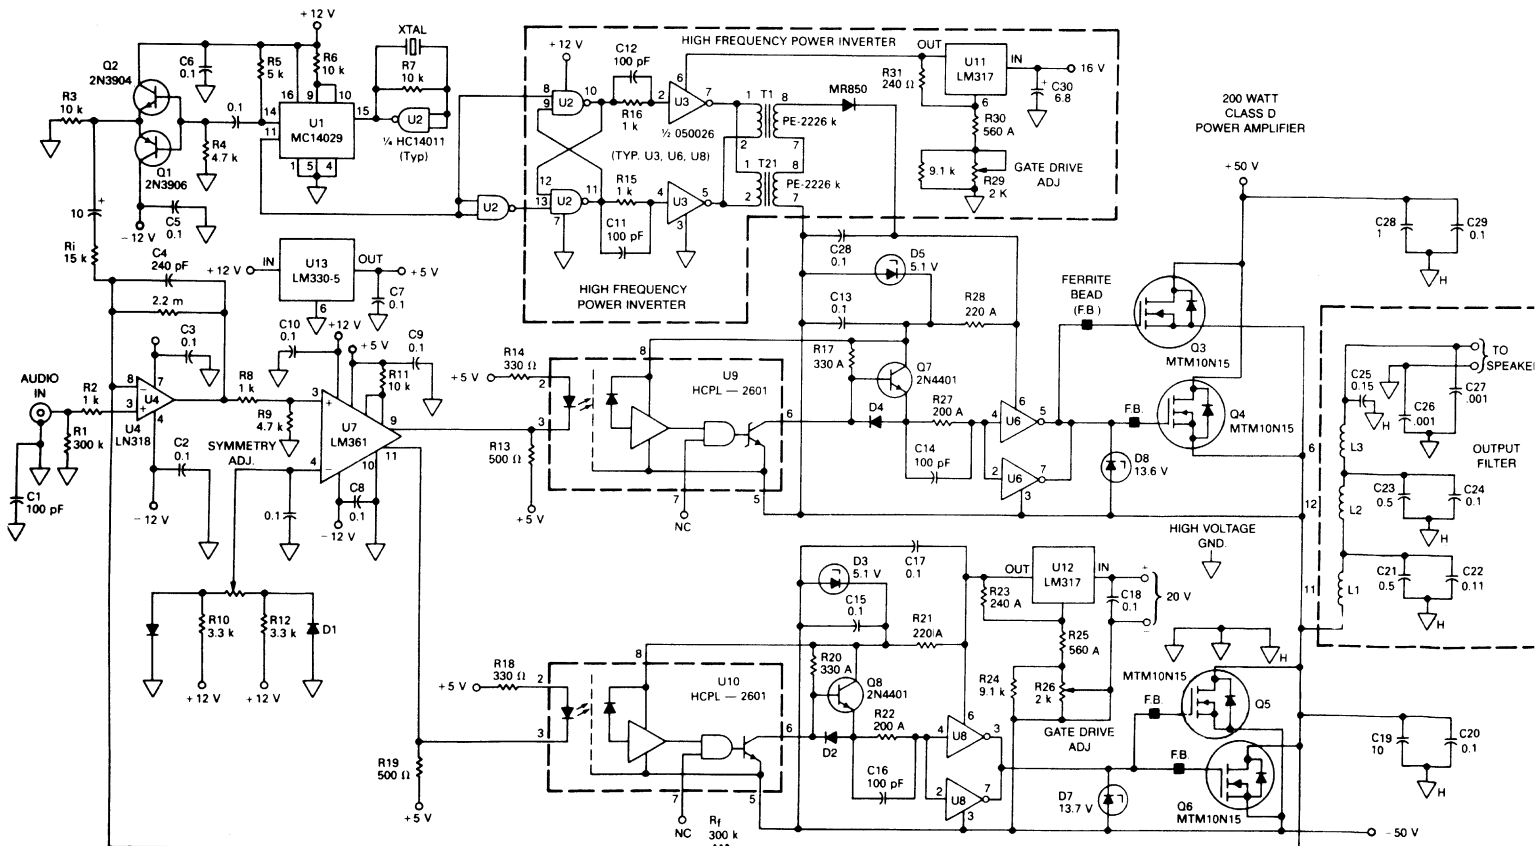 +12 V
XTAL
HIGH FREQUENCY POWER INVERTER
OUT
IN
16 V
U11
LM317
+
C30
6.8
R31
240 Ω
6
R30
560 A
9.1 k
R29
2 K
GATE DRIVE
ADJ
Q2
2N3904
C6
0.1
R5
5 k
R6
10 k
R7
10 k
R3
10 k
0.1
14
11
16
9
10
15
U1
MC14029
1
5
4
R4
4.7 k
U2
¼ HC14011
(Typ)
Q1
2N3906
C5
0.1
-12 V
10
+
Ri
15 k
+12 V
8
9
U2
10
C12
100 pF
R16
1 k
2
6
U3
7
½ 050026
(TYP. U3, U6, U8)
12
13
U2
11
7
R15
1 k
C11
100 pF
4
U3
5
3
U2
T1
1
8
2
7
PE-2226 k
T21
1
8
2
7
PE-2226 k
MR850
HIGH FREQUENCY
POWER INVERTER
200 WATT
CLASS D
POWER AMPLIFIER
+50 V
C28
1
C29
0.1
H
C4
240 pF
2.2 m
+12 V
IN
U13
LM330-5
OUT
+5 V
6
C7
0.1
C3
0.1
AUDIO
IN
R2
1 k
R1
300 k
C1
100 pF
8
-
3
+
7
U4
4
U4
LN318
C2
0.1
-12 V
R8
1 k
R9
4.7 k
C10
0.1
+12 V
+5 V
C9
0.1
R11
10 k
3
+
4
-
U7
LM361
9
11
10
C8
0.1
-12 V
SYMMETRY
ADJ.
0.1
R10
3.3 k
R12
3.3 k
D1
+12 V
+12 V
R14
330 Ω
+5 V
2
3
R13
500 Ω
+5 V
8
U9
HCPL — 2601
6
7
5
NC
C28
0.1
D5
5.1 V
C13
0.1
R28
220 A
R17
330 A
Q7
2N4401
D4
R27
200 A
C14
100 pF
4
6
U6
5
2
U6
7
3
FERRITE
BEAD
(F.B.)
Q3
MTM10N15
F.B.
Q4
MTM10N15
D8
13.6 V
HIGH VOLTAGE
GND.
6
12
11
TO
SPEAKE
C25
0.15
H
C26
.001
C27
.001
H
L3
OUTPUT
FILTER
C23
0.5
C24
0.1
H
L2
C21
0.5
C22
0.11
H
L1
C17
0.1
D3
5.1 V
C15
0.1
R21
220 A
OUT
U12
LM317
IN
+
-
20 V
C18
0.1
R23
240 A
R25
560 A
R24
9.1 k
R26
2 k
GATE DRIVE
ADJ
H
MTM10N15
F.B.
Q5
F.B.
Q6
MTM10N15
D7
13.7 V
R18
330 Ω
+5 V
2
3
R19
500 Ω
+5 V
8
U10
HCPL — 2601
6
7
5
NC
R20
330 A
Q8
2N4401
D2
R22
200 A
C16
100 pF
4
6
U8
3
2
U8
7
3
C19
10
C20
0.1
H
-50 V
Rf
300 k